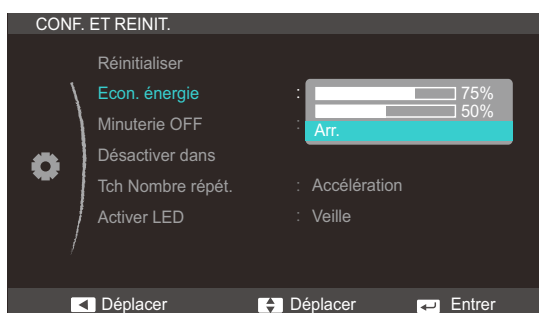 CONF. ET REINIT.
Réinitialiser
Econ. énergie : 75%
50%
Minuterie OFF : Arr.
Désactiver dans
Tch Nombre répét. : Accélération
Activer LED : Veille
Déplacer Déplacer Entrer